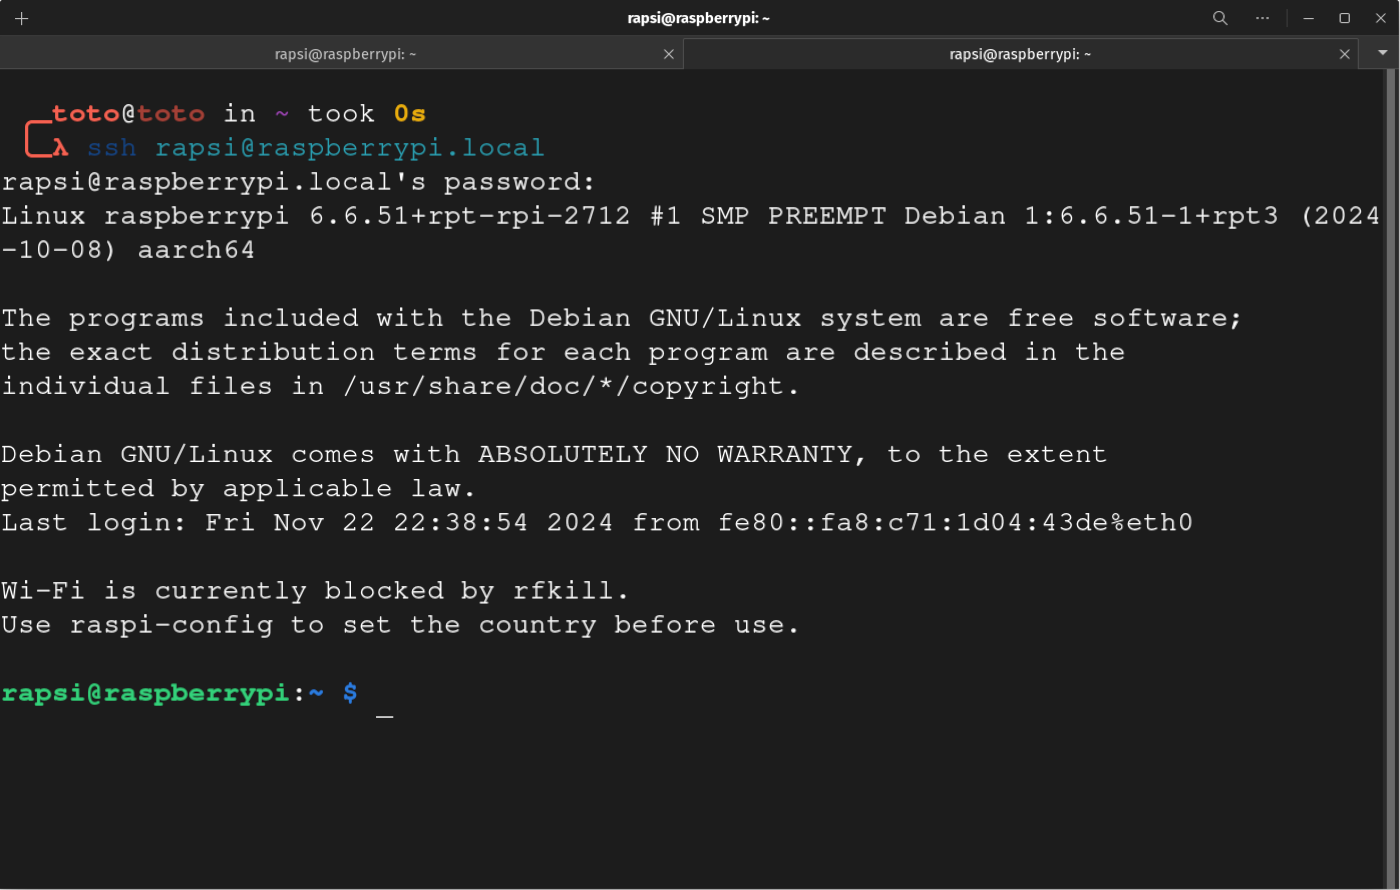 rapsi@raspberrypi: ~
rapsi@raspberrypi: ~
rapsi@raspberrypi: ~
toto@toto in ~ took 0s
λ ssh rapsi@raspberrypi.local
rapsi@raspberrypi.local's password:
Linux raspberrypi 6.6.51+rpt-rpi-2712 #1 SMP PREEMPT Debian 1:6.6.51-1+rpt3 (2024
-10-08) aarch64
The programs included with the Debian GNU/Linux system are free software;
the exact distribution terms for each program are described in the
individual files in /usr/share/doc/*/copyright.
Debian GNU/Linux comes with ABSOLUTELY NO WARRANTY, to the extent
permitted by applicable law.
Last login: Fri Nov 22 22:38:54 2024 from fe80::fa8:c71:1d04:43de%eth0
Wi-Fi is currently blocked by rfkill.
Use raspi-config to set the country before use.
rapsi@raspberrypi:~ $ _